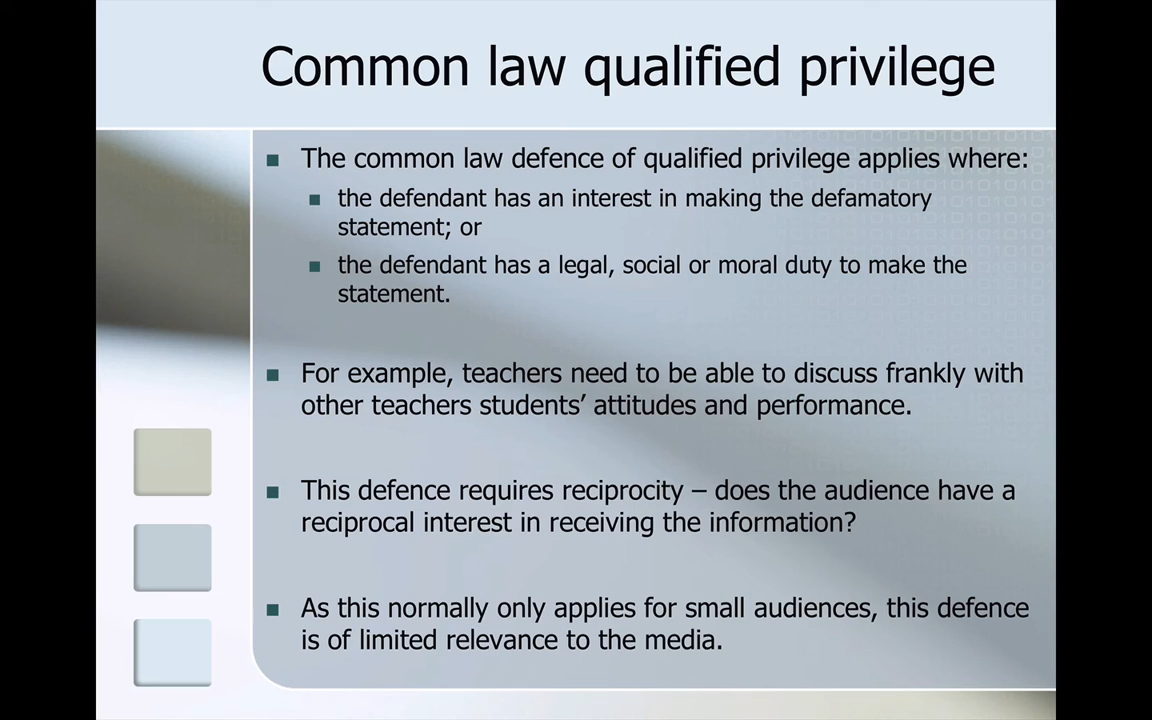 Common law qualified privilege
The common law defence of qualified privilege applies where:
the defendant has an interest in making the defamatory
statement; or
the defendant has a legal, social or moral duty to make the
statement.
For example, teachers need to be able to discuss frankly with
other teachers students’ attitudes and performance.
This defence requires reciprocity – does the audience have a
reciprocal interest in receiving the information?
As this normally only applies for small audiences, this defence
is of limited relevance to the media.